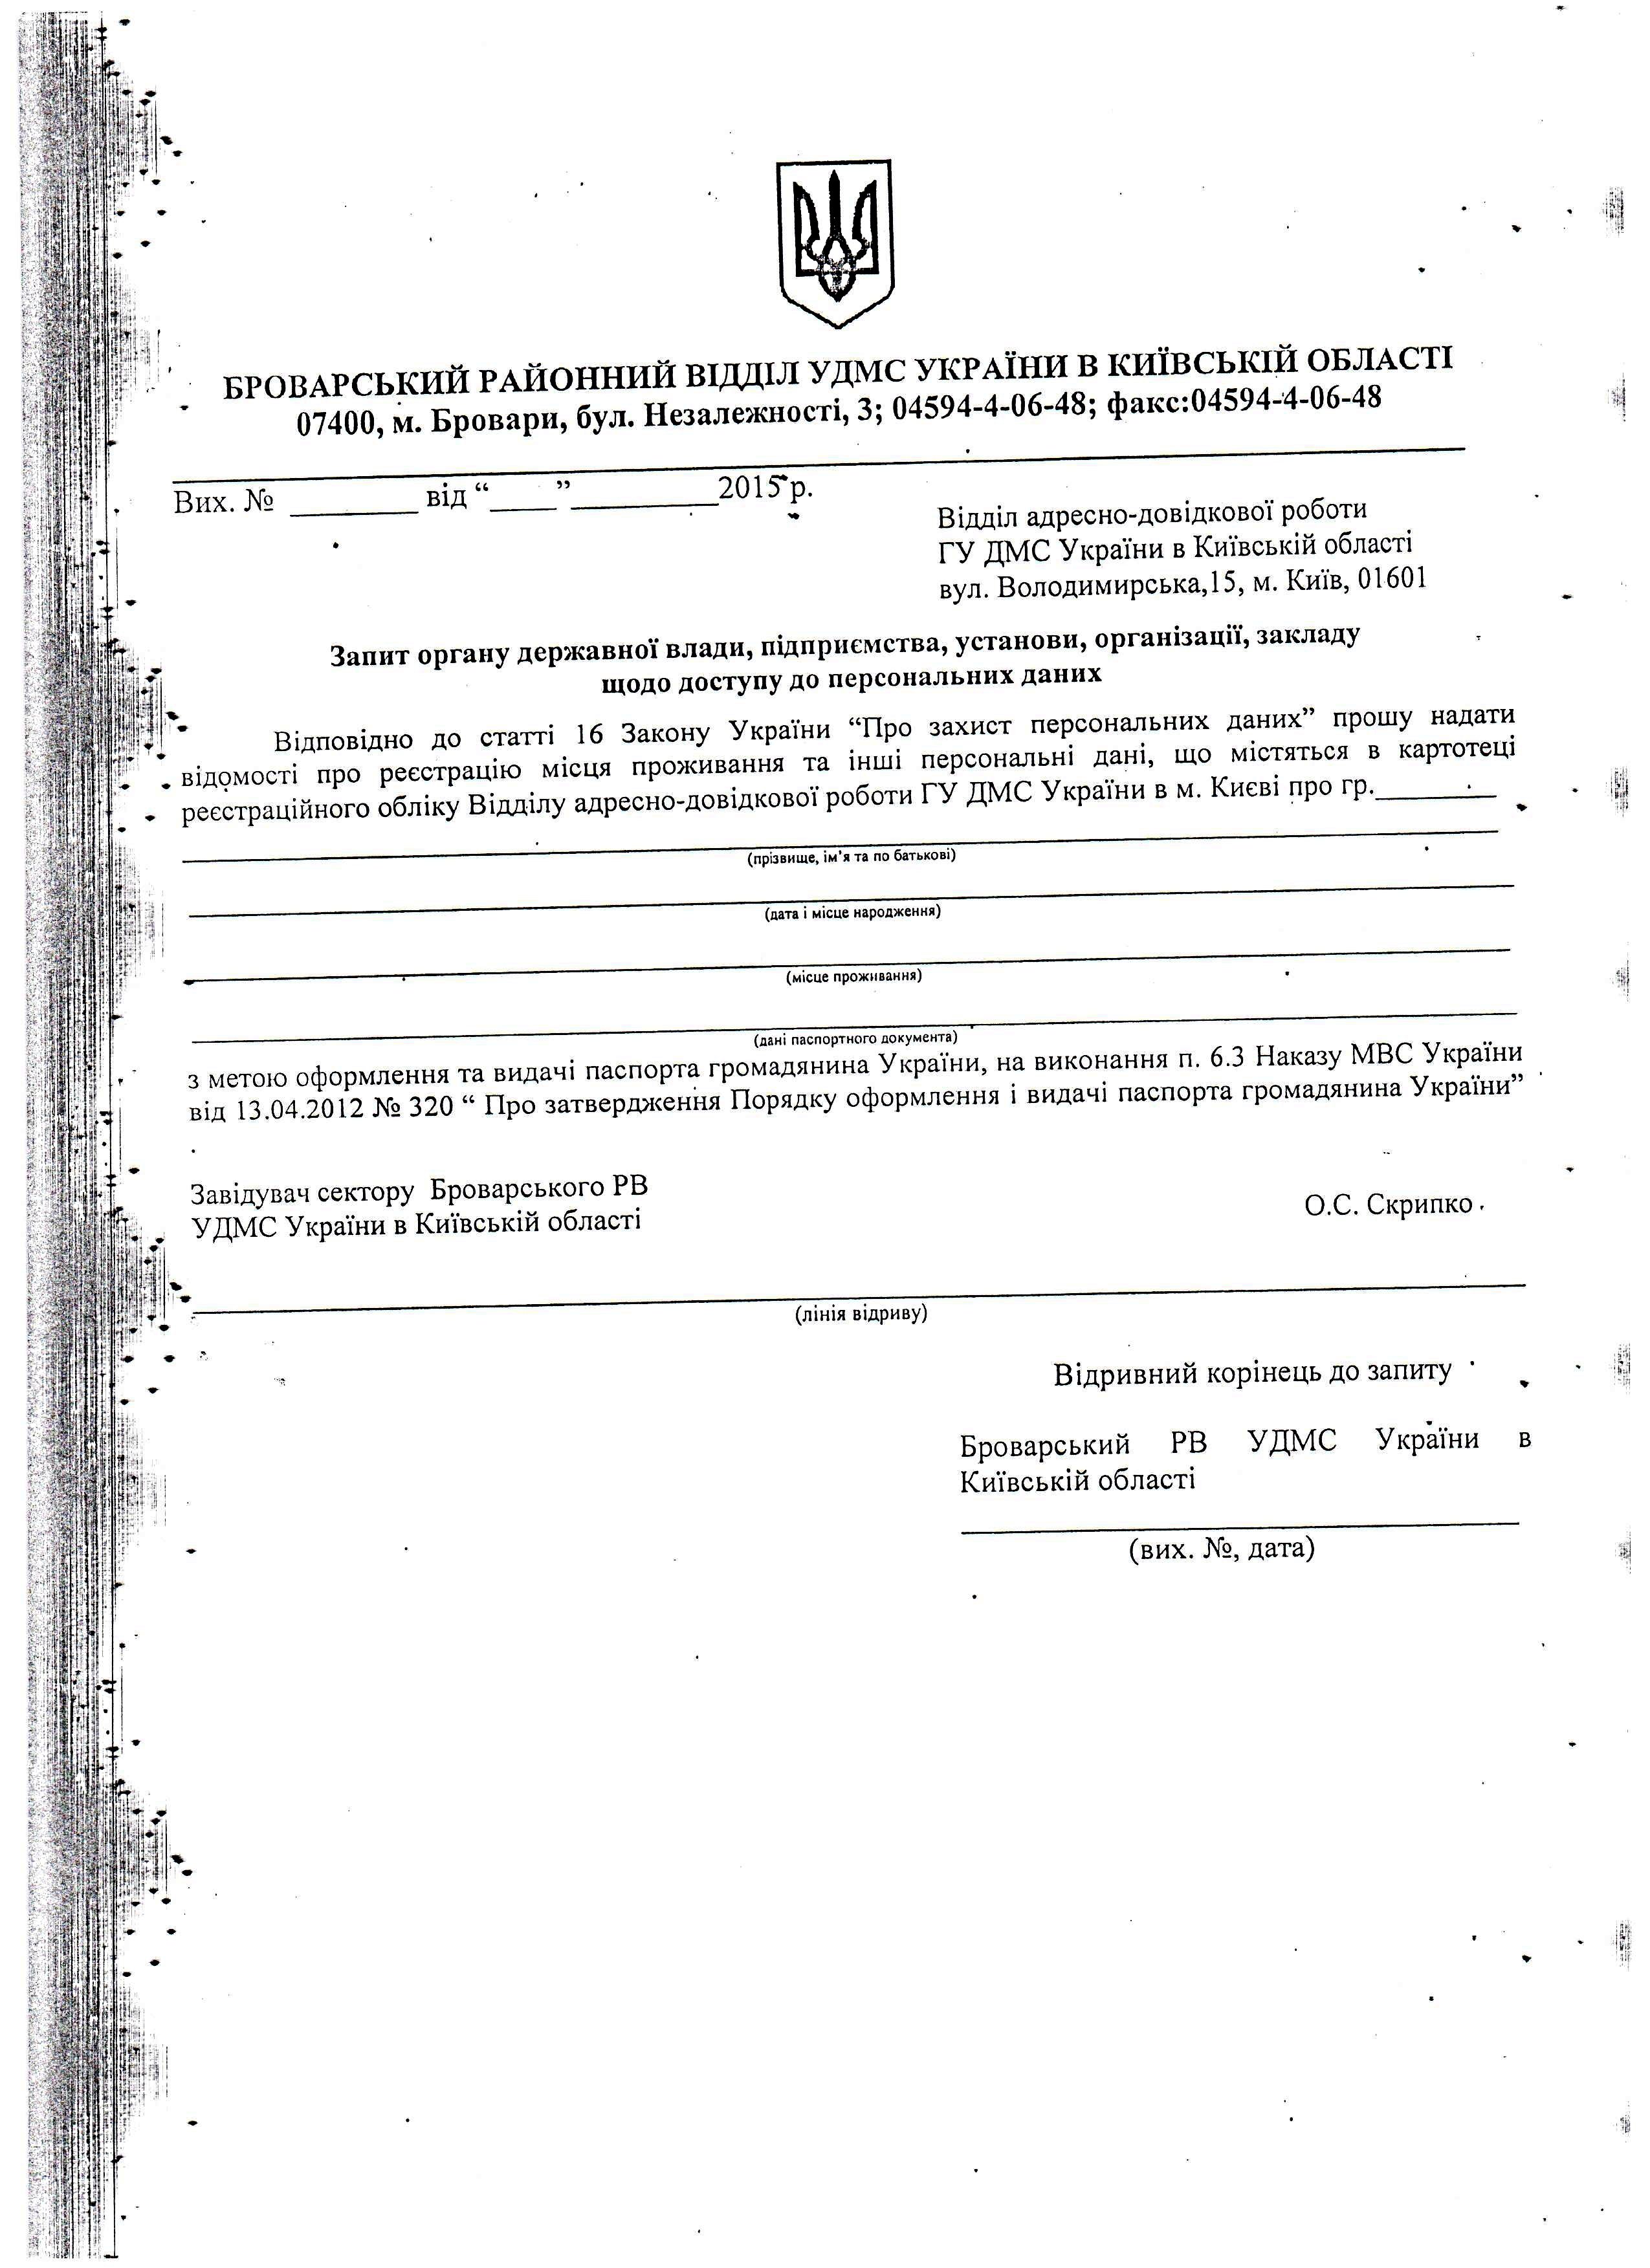 БРОВАРСЬКИЙ РАЙОННИЙ ВІДДІЛ УДМС УКРАЇНИ В КИЇВСЬКІЙ ОБЛАСТІ
07400, м. Бровари, бул. Незалежності, 3; 04594-4-06-48; факс:04594-4-06-48
Вих. № ________ від “____”_________2015 р.
Відділ адресно-довідкової роботи
ГУ ДМС України в Київській області
вул. Володимирська,15, м. Київ, 01601
Запит органу державної влади, підприємства, установи, організації, закладу
щодо доступу до персональних даних
Відповідно до статті 16 Закону України “Про захист персональних даних” прошу надати
відомості про реєстрацію місця проживання та інші персональні дані, що містяться в картотеці
реєстраційного обліку Відділу адресно-довідкової роботи ГУ ДМС України в м. Києві про гр.________
(прізвище, ім’я та по батькові)
(дата і місце народження)
(місце проживання)
(дані паспортного документа)
з метою оформлення та видачі паспорта громадянина України, на виконання п. 6.3 Наказу МВС України
від 13.04.2012 № 320 “ Про затвердження Порядку оформлення і видачі паспорта громадянина України”
.
Завідувач сектору Броварського РВ
УДМС України в Київській області
О.С. Скрипко
(лінія відриву)
Відривний корінець до запиту
Броварський РВ УДМС України в
Київській області
(вих. №, дата)